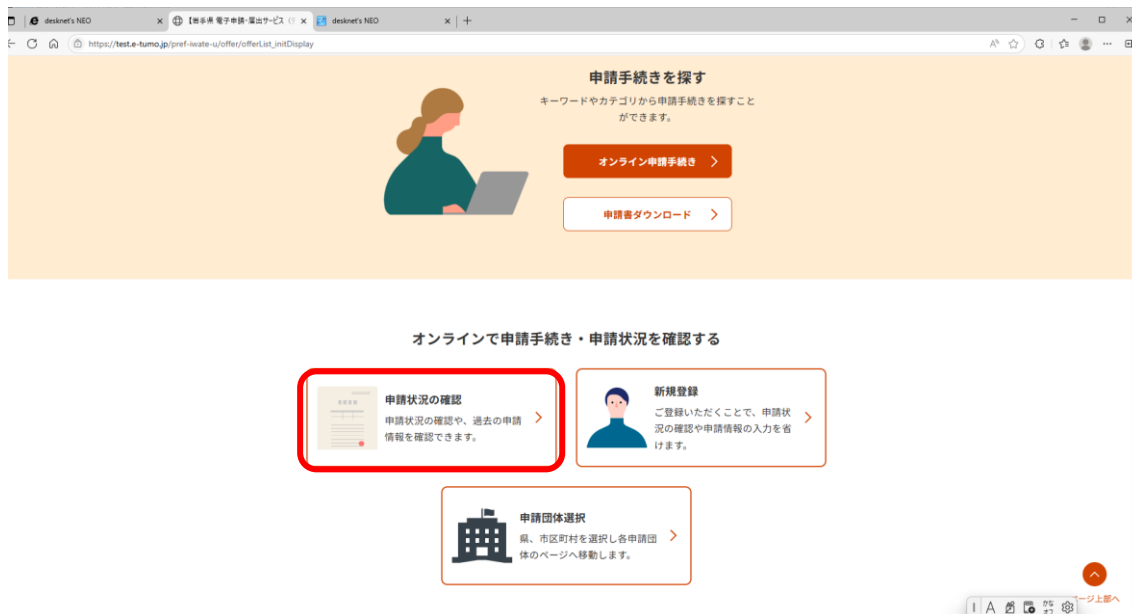 desknet's NEO
【岩手県 電子申請・届出サービス
desknet's NEO
https://test.e-tumo.jp/pref-iwate-u/offer/offerList_initDisplay
申請手続きを探す
キーワードやカテゴリから申請手続きを探すこと
ができます。
オンライン申請手続き
申請書ダウンロード
オンラインで申請手続き・申請状況を確認する
申請状況の確認
申請状況の確認や、過去の申請
情報を確認できます。
新規登録
ご登録いただくことで、申請状
況の確認や申請情報の入力を省
けます。
申請団体選択
県、市区町村を選択し各申請団
体のページへ移動します。
ページ上部へ
A